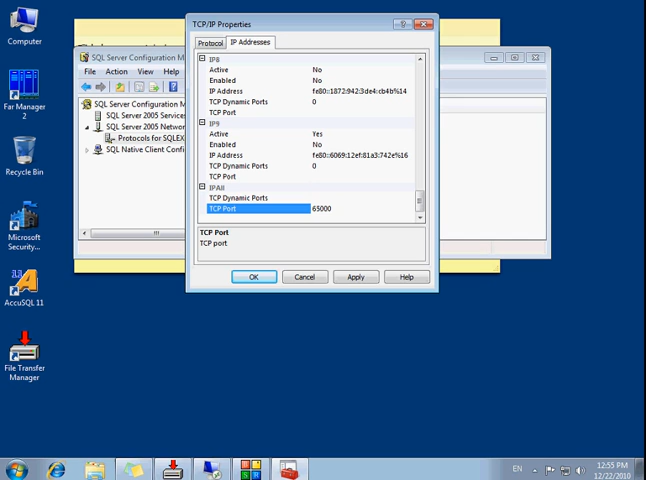 Computer
Far Manager
2
Recycle Bin
Microsoft
Security...
AccuSQL 11
File Transfer
Manager
SQL Server Configuration M
File Action View Help
SQL Server Configuration M
SQL Server 2005 Services
SQL Server 2005 Network
Protocols for SQLEX
SQL Native Client Confi
TCP/IP Properties
Protocol IP Addresses
IP8
Active No
Enabled No
IP Address fe80::1872:942:3de4:cb4b%14
TCP Dynamic Ports 0
TCP Port
IP9
Active Yes
Enabled No
IP Address fe80::6069:12ef:81a3:742e%16
TCP Dynamic Ports 0
TCP Port
IPAll
TCP Dynamic Ports
TCP Port 65000
TCP Port
TCP port
OK Cancel Apply Help
EN
12:55 PM
12/22/2010